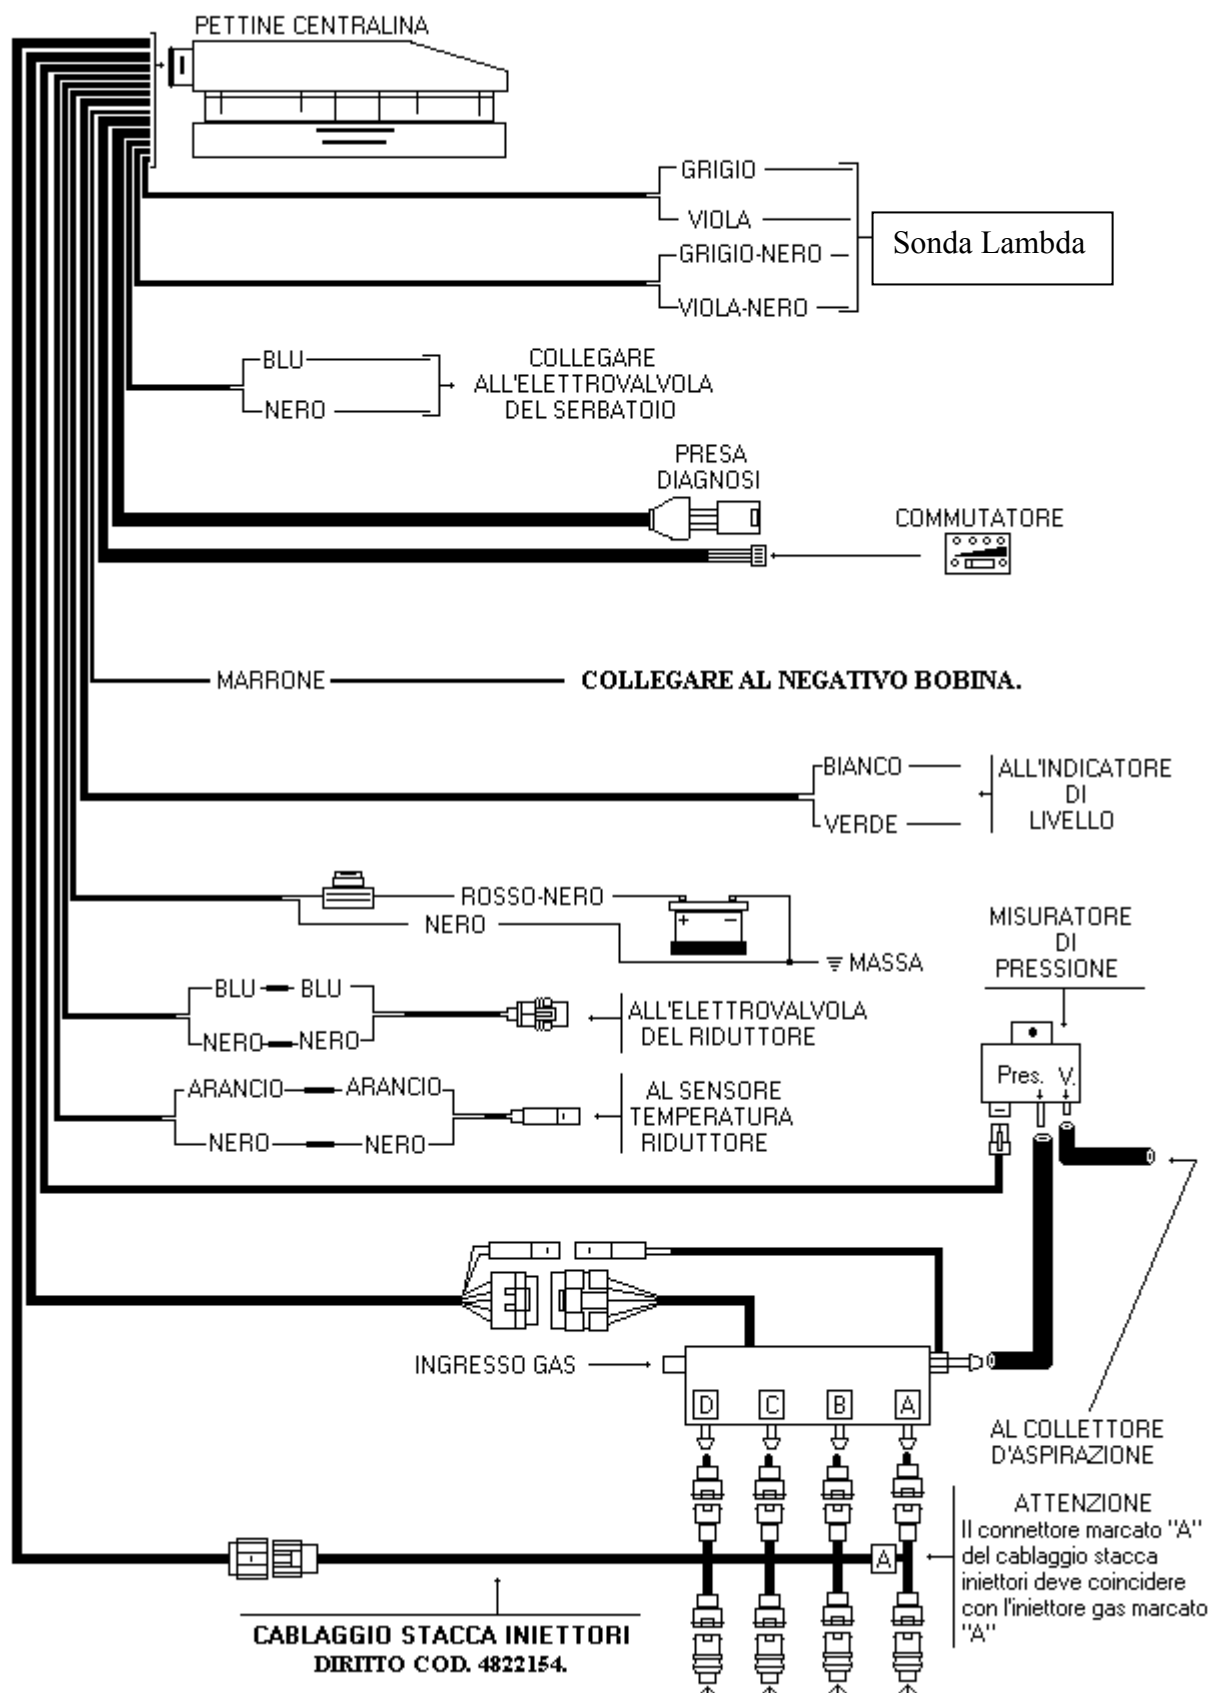 PETTINE CENTRALINA
GRIGIO
VIOLA
GRIGIO-NERO
VIOLA-NERO
Sonda Lambda
BLU
NERO
COLLEGARE
ALL'ELETTROVALVOLA
DEL SERBATOIO
PRESA
DIAGNOSI
COMMUTATORE
MARRONE
COLLEGARE AL NEGATIVO BOBINA.
BIANCO
VERDE
ALL'INDICATORE
DI
LIVELLO
ROSSO-NERO
NERO
+ −
MASSA
MISURATORE
DI
PRESSIONE
BLU BLU
NERO NERO
ALL'ELETTROVALVOLA
DEL RIDUTTORE
Pres. V.
ARANCIO ARANCIO
NERO NERO
AL SENSORE
TEMPERATURA
RIDUTTORE
INGRESSO GAS
D C B A
AL COLLETTORE
D'ASPIRAZIONE
A
ATTENZIONE
Il connettore marcato "A"
del cablaggio stacca
iniettori deve coincidere
con l'iniettore gas marcato
"A"
CABLAGGIO STACCA INIETTORI
DIRITTO COD. 4822154.